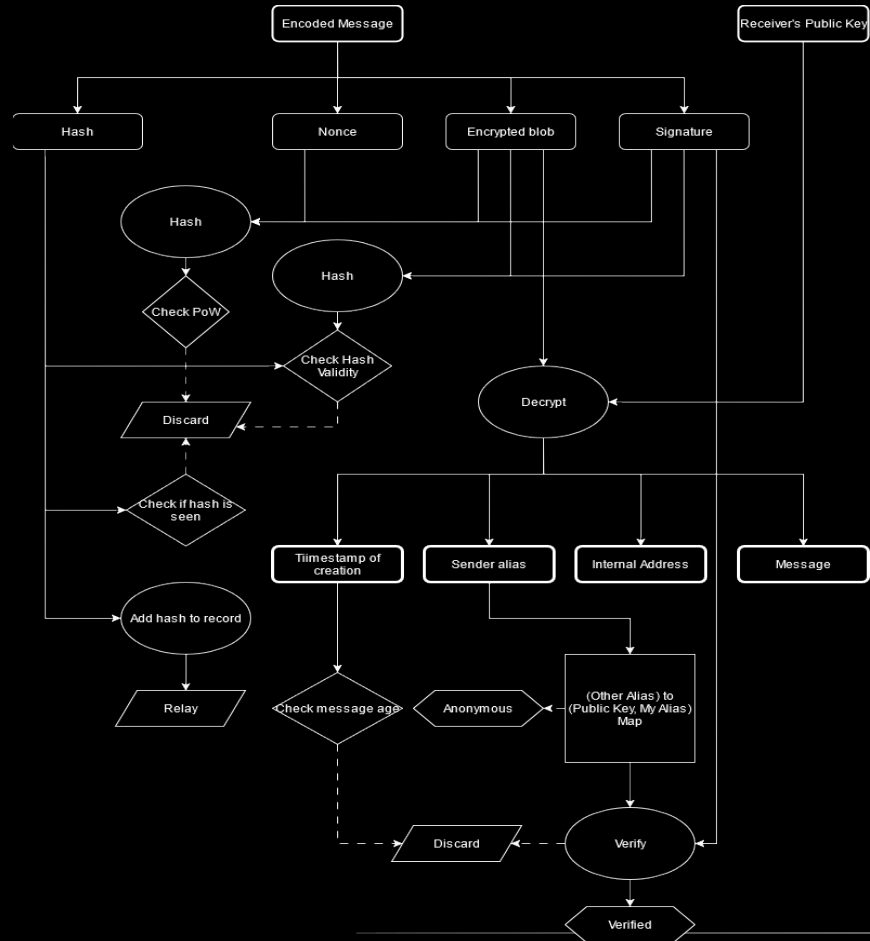 Encoded Message
Receiver's Public Key
Hash
Nonce
Encrypted blob
Signature
Hash
Hash
Check PoW
Check Hash
Validity
Decrypt
Discard
Check if hash is
seen
Tiimestamp of
creation
Sender alias
Internal Address
Message
Add hash to record
(Other Alias) to
(Public Key, My Alias)
Map
Relay
Check message age
Anonymous
Discard
Verify
Verified